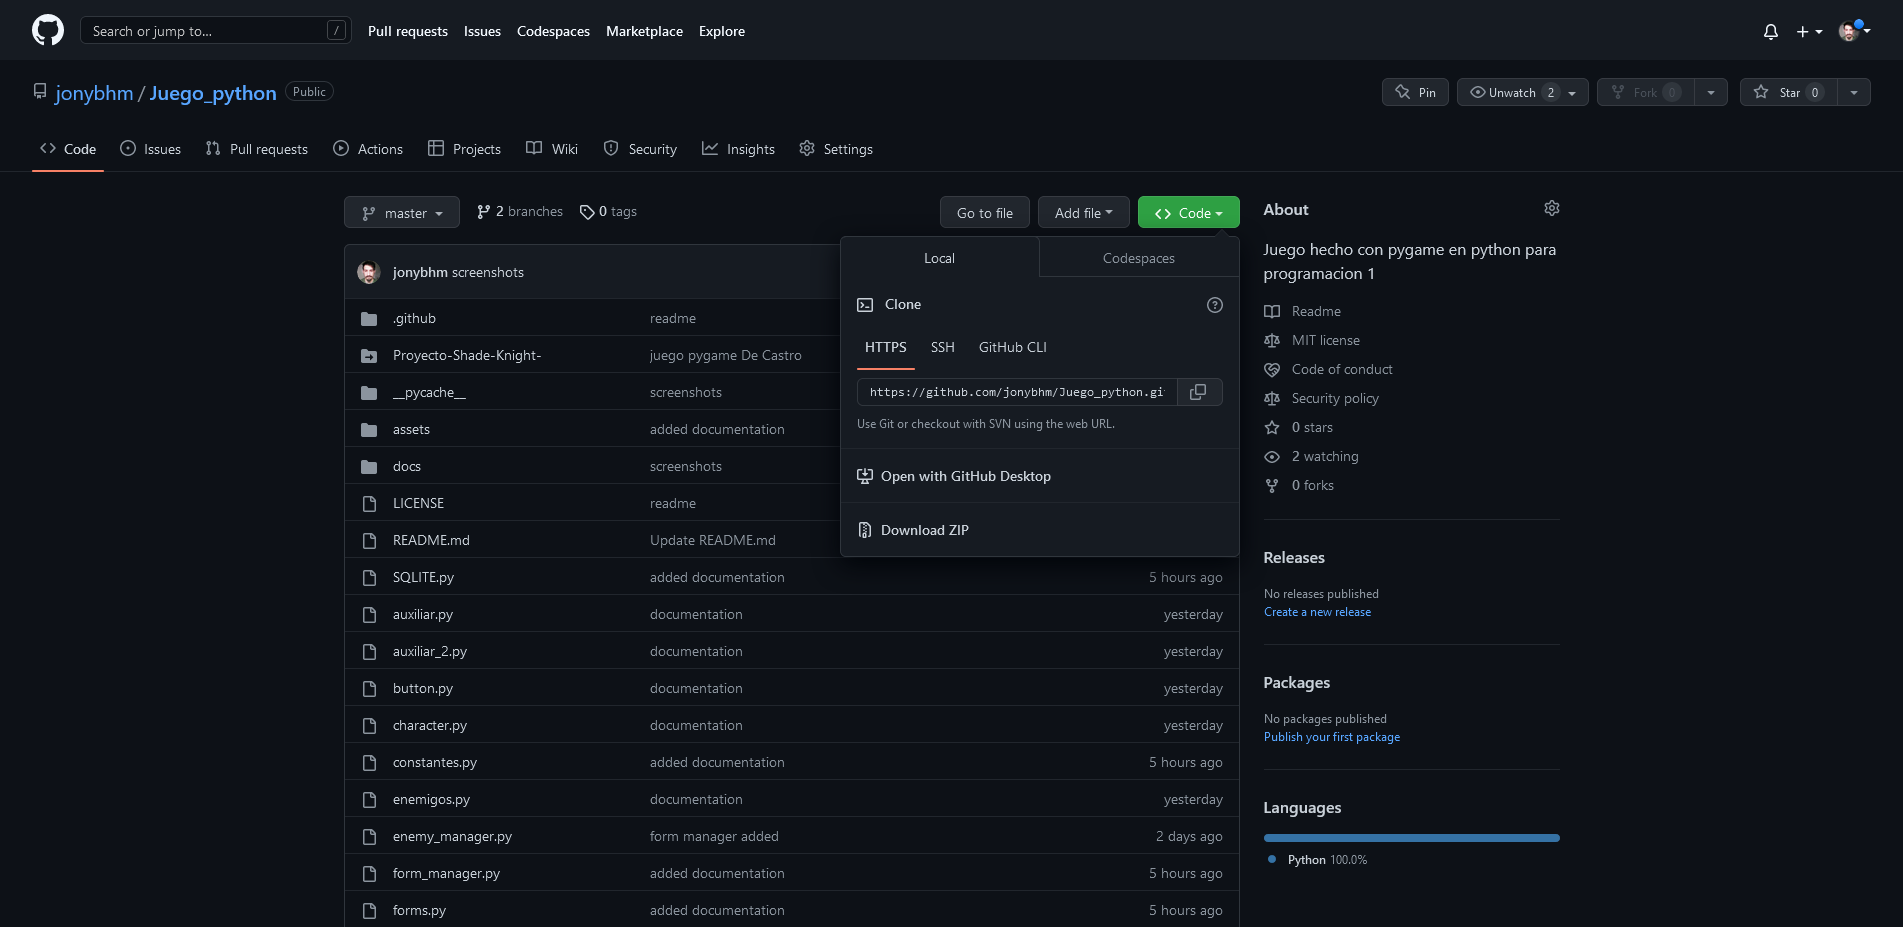 Search or jump to... /
Pull requests Issues Codespaces Marketplace Explore
jonybhm / Juego_python Public
Pin Unwatch 2 Fork 0 Star 0
Code Issues Pull requests Actions Projects Wiki Security Insights Settings
master 2 branches 0 tags Go to file Add file Code
jonybhm screenshots
.github readme
Proyecto-Shade-Knight- juego pygame De Castro
__pycache__ screenshots
assets added documentation
docs screenshots
LICENSE readme
README.md Update README.md
SQLITE.py added documentation 5 hours ago
auxiliar.py documentation yesterday
auxiliar_2.py documentation yesterday
button.py documentation yesterday
character.py documentation yesterday
constantes.py added documentation 5 hours ago
enemigos.py documentation yesterday
enemy_manager.py form manager added 2 days ago
form_manager.py added documentation 5 hours ago
forms.py added documentation 5 hours ago
Local Codespaces
Clone
HTTPS SSH GitHub CLI
https://github.com/jonybhm/Juego_python.gi
Use Git or checkout with SVN using the web URL.
Open with GitHub Desktop
Download ZIP
About
Juego hecho con pygame en python para
programacion 1
Readme
MIT license
Code of conduct
Security policy
0 stars
2 watching
0 forks
Releases
No releases published
Create a new release
Packages
No packages published
Publish your first package
Languages
Python 100.0%